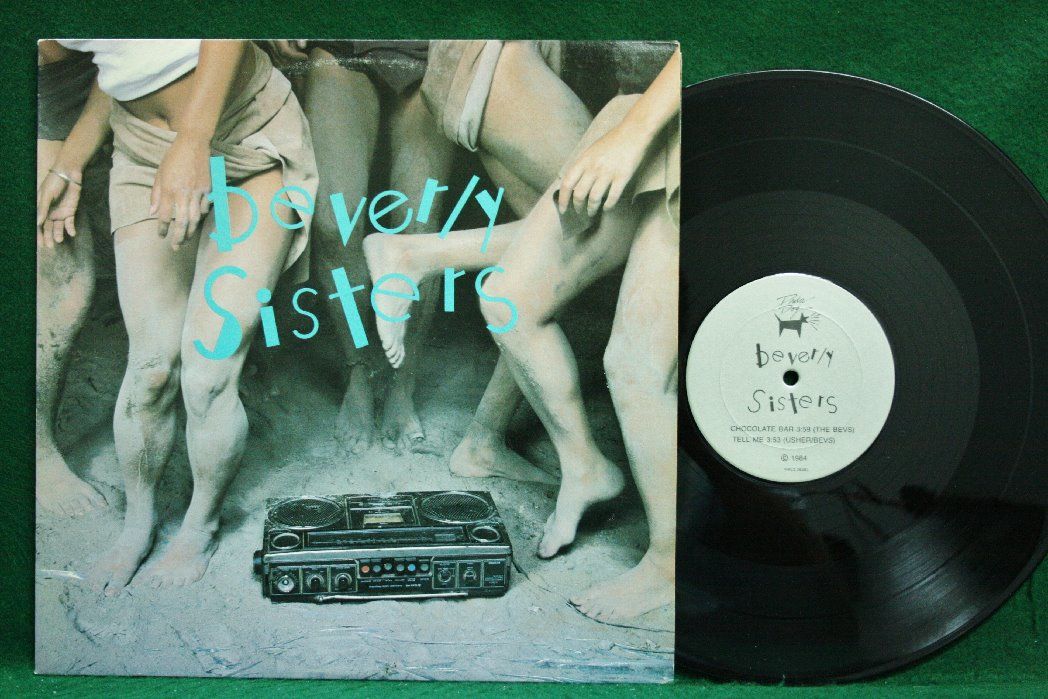 beverly
Sisters
beverly
Sisters
CHOCOLATE BAR 3:59 (THE BEVS)
TELL ME 3:53 (USHER/BEVS)
© 1984